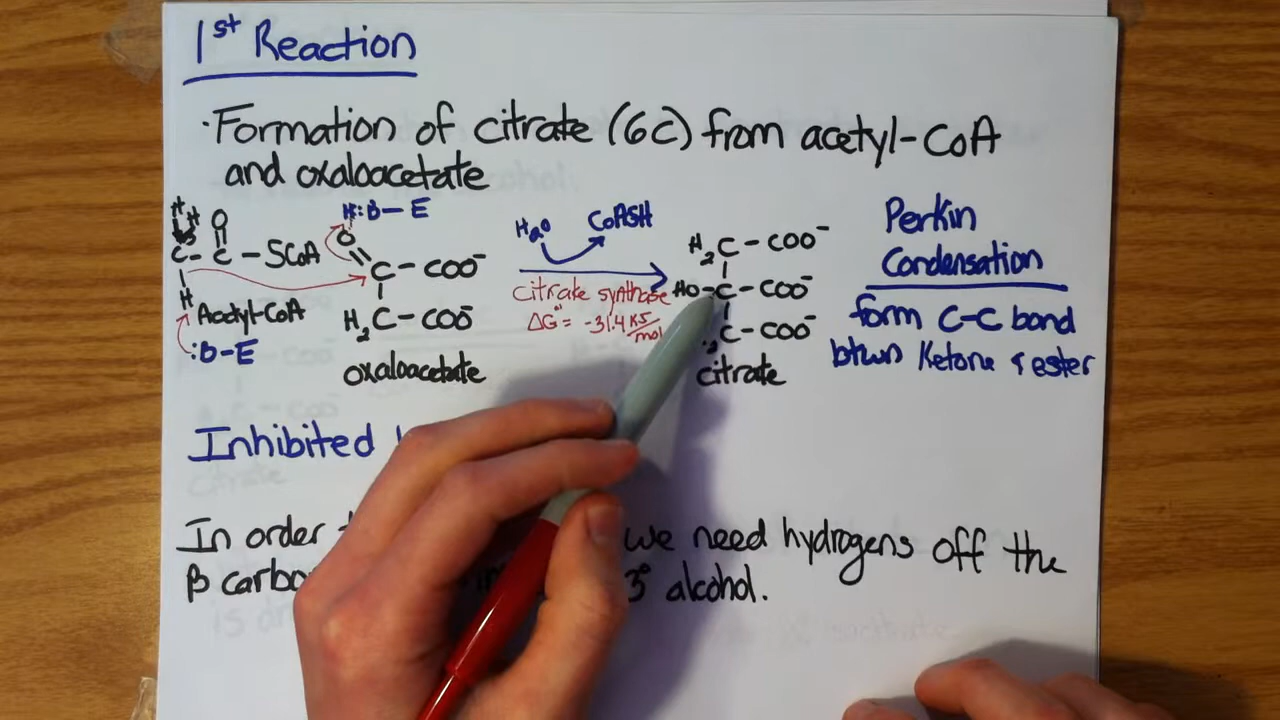 1st Reaction
·Formation of citrate (6C) from acetyl-CoA
and oxaloacetate
H H O
C - C - SCoA
H
Acetyl-CoA
:B-E
H:B-E
O
C - COO-
H2C - COO-
oxaloacetate
H2O CoASH
citrate synthase
ΔG°' = -31.4 KJ/mol
H2C - COO-
HO-C - COO-
2C - COO-
citrate
Perkin
Condensation
form C-C bond
btwn Ketone & ester
Inhibited
In order we need hydrogens off the
β 3° alcohol.